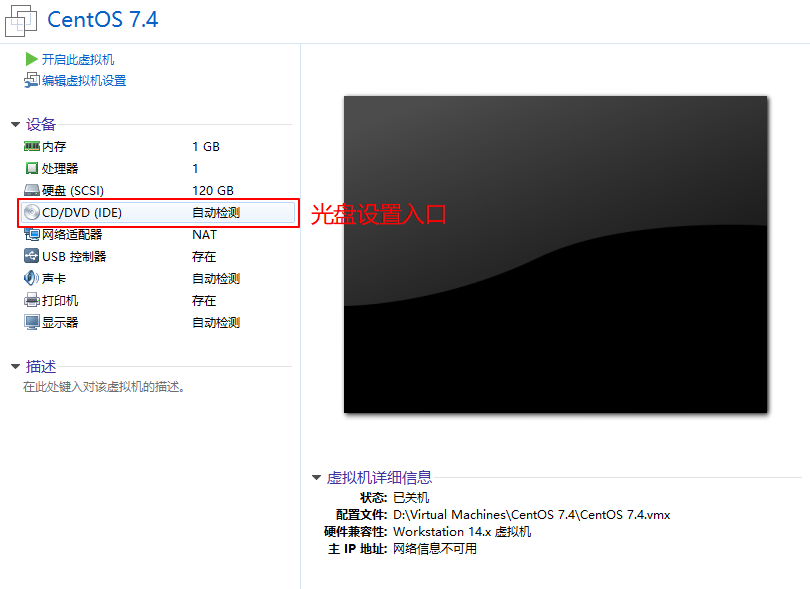 CentOS 7.4
开启此虚拟机
编辑虚拟机设置
设备
内存 1 GB
处理器 1
硬盘 (SCSI) 120 GB
CD/DVD (IDE) 自动检测
光盘设置入口
网络适配器 NAT
USB 控制器 存在
声卡 自动检测
打印机 存在
显示器 自动检测
描述
在此处键入对该虚拟机的描述。
虚拟机详细信息
状态: 已关机
配置文件: D:\Virtual Machines\CentOS 7.4\CentOS 7.4.vmx
硬件兼容性: Workstation 14.x 虚拟机
主 IP 地址: 网络信息不可用